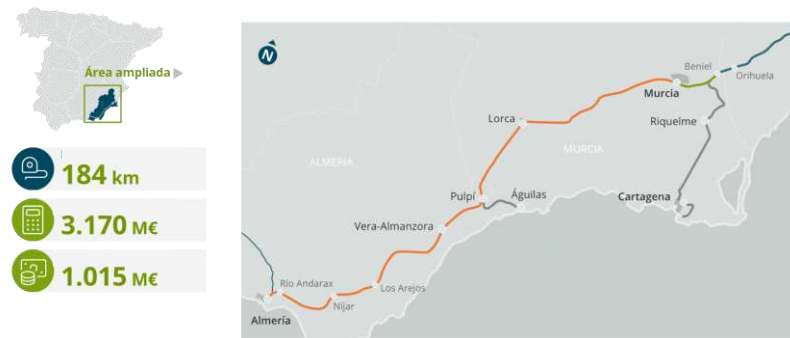 Área ampliada
184 km
3.170 M€
1.015 M€
N
Beniel
Orihuela
Murcia
Lorca
Riquelme
ALMERÍA
MURCIA
Pulpí
Águilas
Cartagena
Vera-Almanzora
Río Andarax
Los Arejos
Níjar
Almería